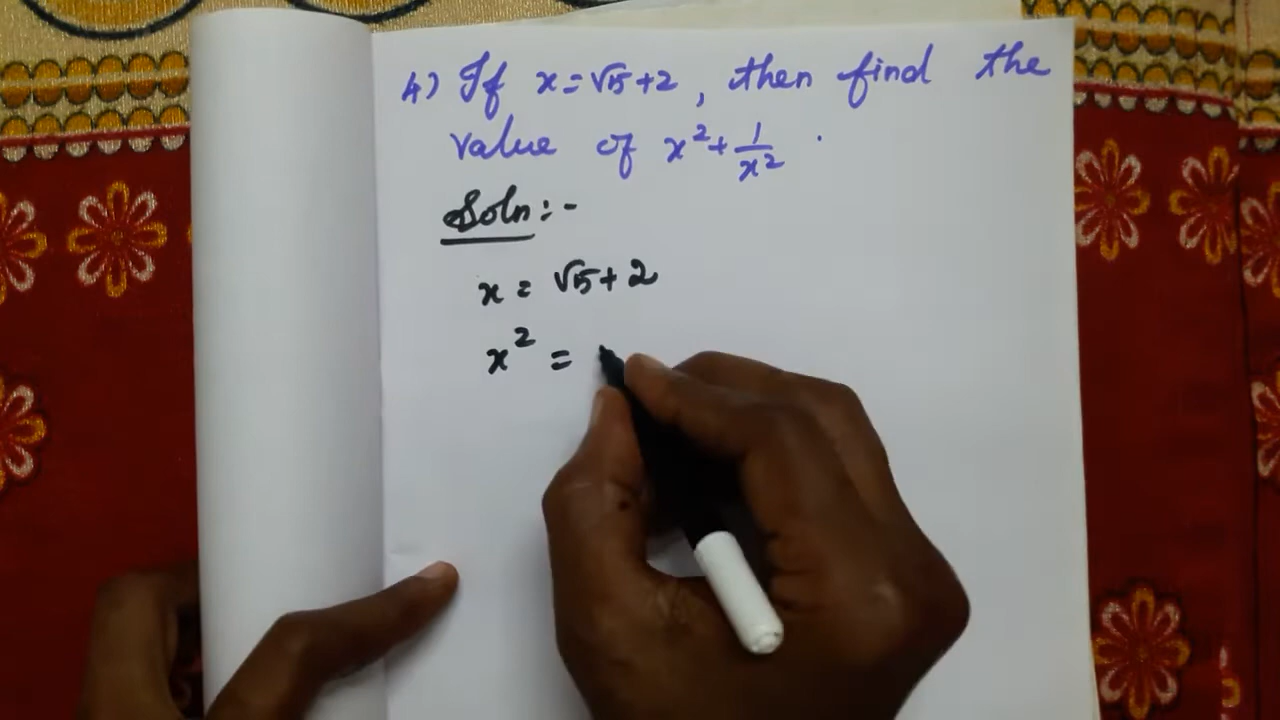 4) If x = √5 + 2 , then find the
value of x² + 1/x² .
Soln :-
x = √5 + 2
x² =